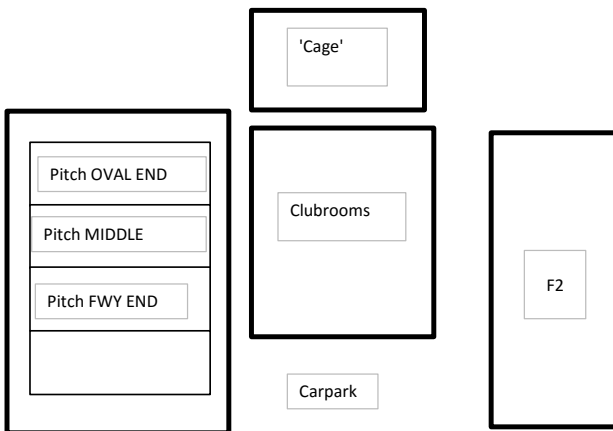 'Cage'
Pitch OVAL END
Pitch MIDDLE
Pitch FWY END
Clubrooms
F2
Carpark